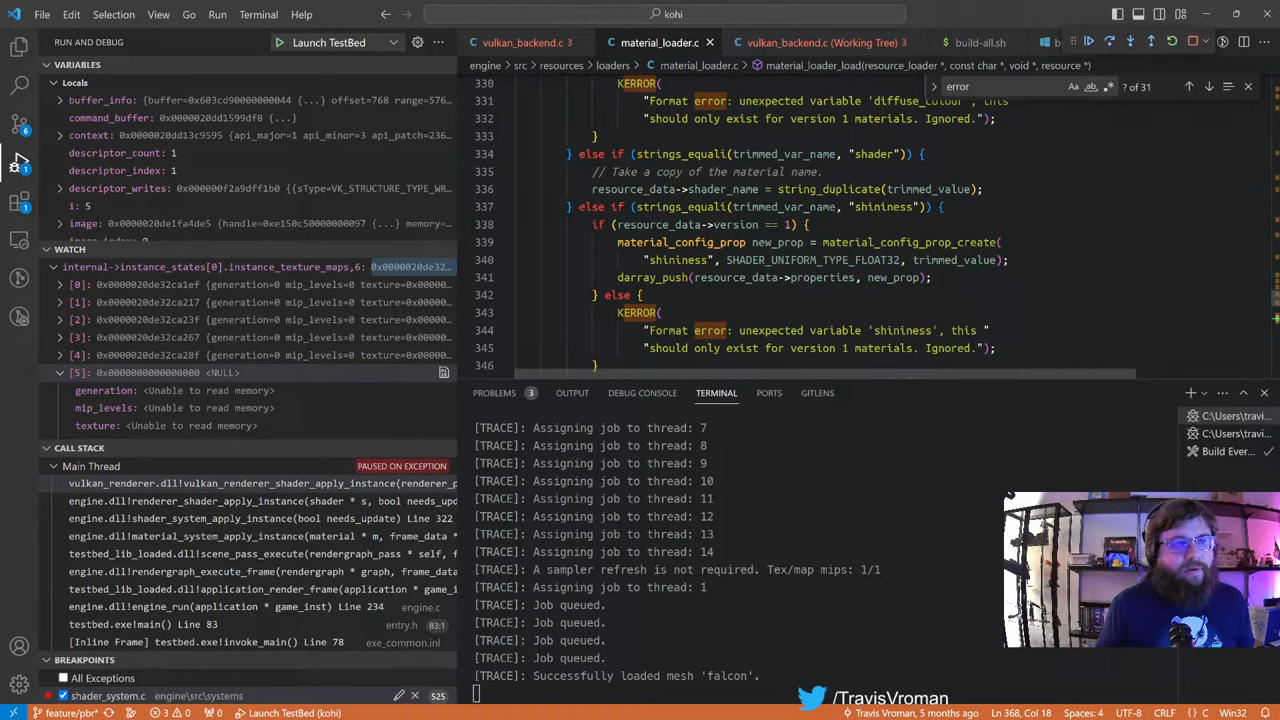 File Edit Selection View Go Run Terminal Help
kohi
RUN AND DEBUG
Launch TestBed
vulkan_backend.c 3
material_loader.c
vulkan_backend.c (Working Tree) 3
build-all.sh
engine > src > resources > loaders > material_loader.c > material_loader_load(resource_loader *, const char *, void *, resource *)
error
Aa
ab
? of 31
VARIABLES
Locals
buffer_info: {buffer=0x603cd90000000044 {...} offset=768 range=576...
command_buffer: 0x0000020dd1599df8 {...}
context: 0x0000020dd13c9595 {api_major=1 api_minor=3 api_patch=236...
descriptor_count: 1
descriptor_index: 1
descriptor_writes: 0x000000f2a9dff1b0 {{sType=VK_STRUCTURE_TYPE_WR...
i: 5
image: 0x0000020de1fa4de5 {handle=0xe150c50000000097 {...} memory=...
WATCH
internal->instance_states[0].instance_texture_maps,6: 0x0000020de32...
[0]: 0x0000020de32ca1ef {generation=0 mip_levels=0 texture=0x00000...
[1]: 0x0000020de32ca217 {generation=0 mip_levels=0 texture=0x00000...
[2]: 0x0000020de32ca23f {generation=0 mip_levels=0 texture=0x00000...
[3]: 0x0000020de32ca267 {generation=0 mip_levels=0 texture=0x00000...
[4]: 0x0000020de32ca28f {generation=0 mip_levels=0 texture=0x00000...
[5]: 0x0000000000000000 <NULL>
generation: <Unable to read memory>
mip_levels: <Unable to read memory>
texture: <Unable to read memory>
CALL STACK
Main Thread PAUSED ON EXCEPTION
vulkan_renderer.dll!vulkan_renderer_shader_apply_instance(renderer_p
engine.dll!renderer_shader_apply_instance(shader * s, bool needs_upda
engine.dll!shader_system_apply_instance(bool needs_update) Line 322
engine.dll!material_system_apply_instance(material * m, frame_data *
testbed_lib_loaded.dll!scene_pass_execute(rendergraph_pass * self, f
engine.dll!rendergraph_execute_frame(rendergraph * graph, frame_data
testbed_lib_loaded.dll!application_render_frame(application * game_i
engine.dll!engine_run(application * game_inst) Line 234 engine.c
testbed.exe!main() Line 83 entry.h 83:1
[Inline Frame] testbed.exe!invoke_main() Line 78 exe_common.inl
BREAKPOINTS
All Exceptions
shader_system.c engine\src\systems 525
330 KERROR(
331 "Format error: unexpected variable 'diffuse_colour', this
332 "should only exist for version 1 materials. Ignored.");
333 }
334 } else if (strings_equali(trimmed_var_name, "shader")) {
335 // Take a copy of the material name.
336 resource_data->shader_name = string_duplicate(trimmed_value);
337 } else if (strings_equali(trimmed_var_name, "shininess")) {
338 if (resource_data->version == 1) {
339 material_config_prop new_prop = material_config_prop_create(
340 "shininess", SHADER_UNIFORM_TYPE_FLOAT32, trimmed_value);
341 darray_push(resource_data->properties, new_prop);
342 } else {
343 KERROR(
344 "Format error: unexpected variable 'shininess', this "
345 "should only exist for version 1 materials. Ignored.");
346 }
PROBLEMS 3 OUTPUT DEBUG CONSOLE TERMINAL PORTS GITLENS
[TRACE]: Assigning job to thread: 7
[TRACE]: Assigning job to thread: 8
[TRACE]: Assigning job to thread: 9
[TRACE]: Assigning job to thread: 10
[TRACE]: Assigning job to thread: 11
[TRACE]: Assigning job to thread: 12
[TRACE]: Assigning job to thread: 13
[TRACE]: Assigning job to thread: 14
[TRACE]: A sampler refresh is not required. Tex/map mips: 1/1
[TRACE]: Assigning job to thread: 1
[TRACE]: Job queued.
[TRACE]: Job queued.
[TRACE]: Job queued.
[TRACE]: Job queued.
[TRACE]: Successfully loaded mesh 'falcon'.
C:\Users\travi...
C:\Users\travi...
Build Ever...
/TravisVroman
feature/pbr* 3 0 0 Launch TestBed (kohi)
Travis Vroman, 5 months ago Ln 368, Col 18 Spaces: 4 UTF-8 CRLF C Win32